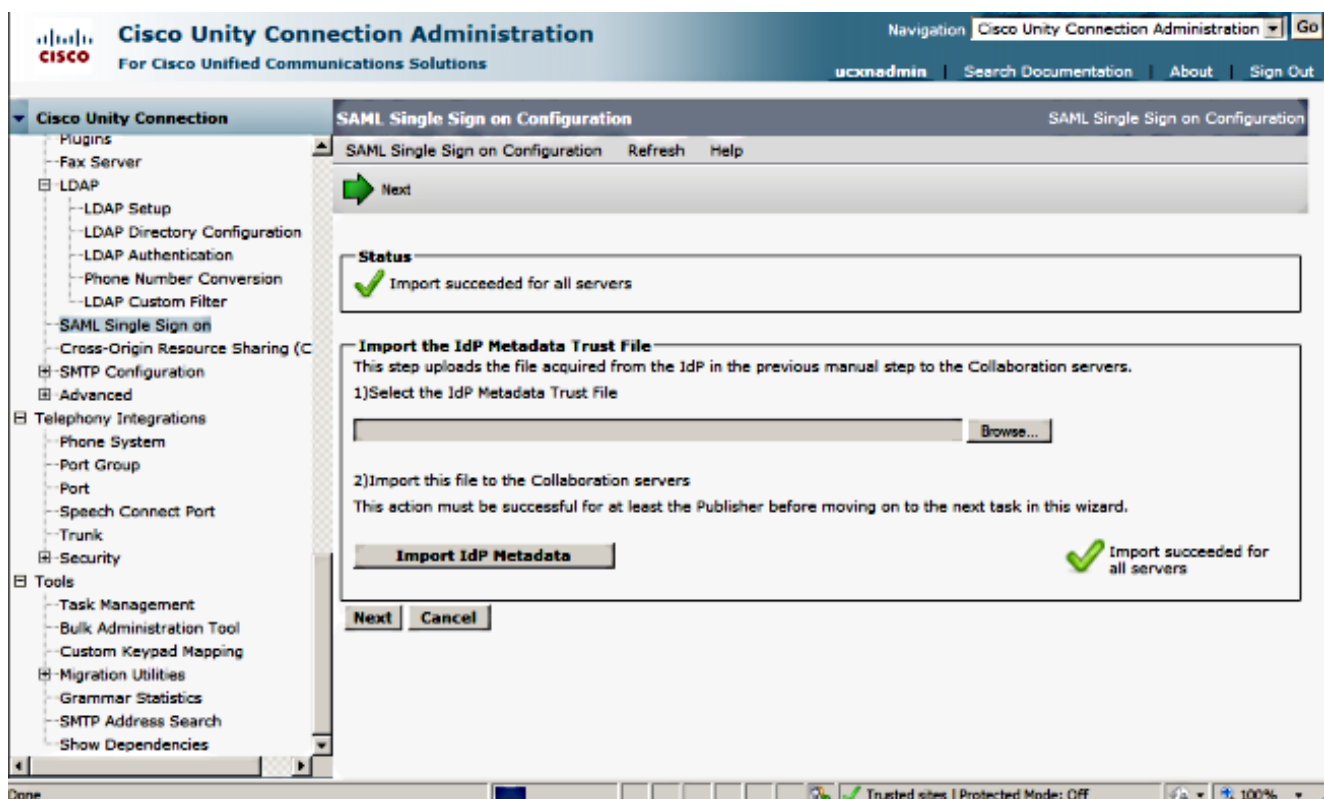 Cisco Unity Connection Administration
Navigation Cisco Unity Connection Administration Go
CISCO
For Cisco Unified Communications Solutions
ucxnadmin Search Documentation About Sign Out
Cisco Unity Connection
Plugins
Fax Server
LDAP
LDAP Setup
LDAP Directory Configuration
LDAP Authentication
Phone Number Conversion
LDAP Custom Filter
SAML Single Sign on
Cross-Origin Resource Sharing (C
SMTP Configuration
Advanced
Telephony Integrations
Phone System
Port Group
Port
Speech Connect Port
Trunk
Security
Tools
Task Management
Bulk Administration Tool
Custom Keypad Mapping
Migration Utilities
Grammar Statistics
SMTP Address Search
Show Dependencies
SAML Single Sign on Configuration
SAML Single Sign on Configuration
SAML Single Sign on Configuration Refresh Help
Next
Status
Import succeeded for all servers
Import the IdP Metadata Trust File
This step uploads the file acquired from the IdP in the previous manual step to the Collaboration servers.
1)Select the IdP Metadata Trust File
Browse...
2)Import this file to the Collaboration servers
This action must be successful for at least the Publisher before moving on to the next task in this wizard.
Import IdP Metadata
Import succeeded for
all servers
Next Cancel
Done
Trusted sites | Protected Mode: Off
100%